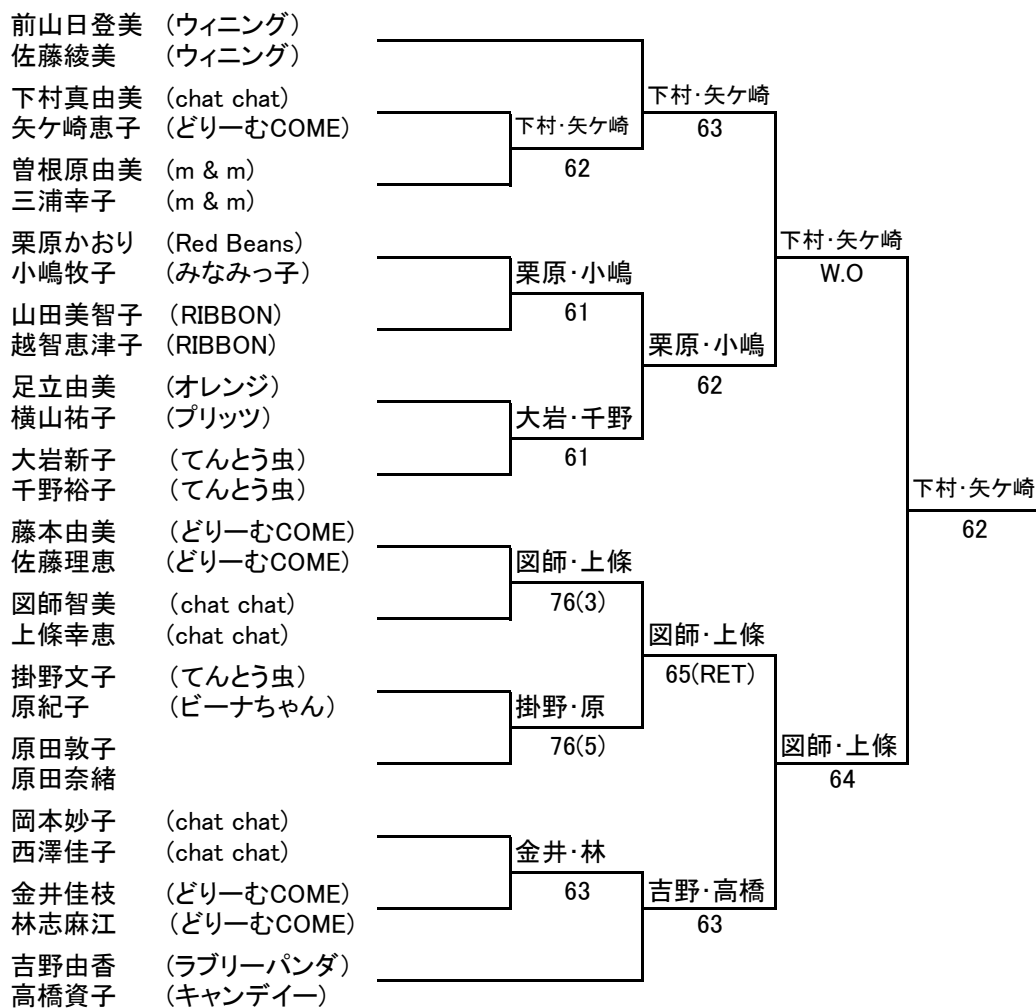 前山日登美 (ウィニング)
佐藤綾美 (ウィニング)
下村真由美 (chat chat)
矢ケ崎恵子 (どりーむCOME)
曽根原由美 (m & m)
三浦幸子 (m & m)
栗原かおり (Red Beans)
小嶋牧子 (みなみっ子)
山田美智子 (RIBBON)
越智恵津子 (RIBBON)
足立由美 (オレンジ)
横山祐子 (プリッツ)
大岩新子 (てんとう虫)
千野裕子 (てんとう虫)
藤本由美 (どりーむCOME)
佐藤理恵 (どりーむCOME)
図師智美 (chat chat)
上條幸恵 (chat chat)
掛野文子 (てんとう虫)
原紀子 (ビーナちゃん)
原田敦子
原田奈緒
岡本妙子 (chat chat)
西澤佳子 (chat chat)
金井佳枝 (どりーむCOME)
林志麻江 (どりーむCOME)
吉野由香 (ラブリーパンダ)
高橋資子 (キャンデイー)
下村・矢ケ崎
62
栗原・小嶋
61
大岩・千野
61
図師・上條
76(3)
掛野・原
76(5)
金井・林
63
下村・矢ケ崎
63
栗原・小嶋
62
図師・上條
65(RET)
吉野・高橋
63
下村・矢ケ崎
W.O
図師・上條
64
下村・矢ケ崎
62